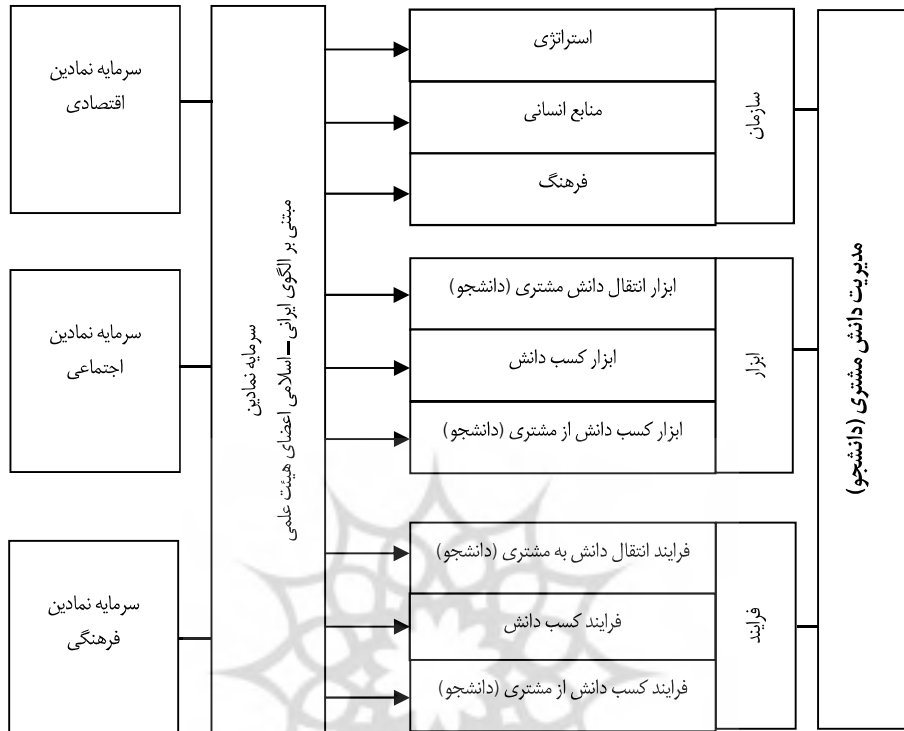 مدیریت دانش مشتری (دانشجو)
سازمان
استراتژی
منابع انسانی
فرهنگ
ابزار
ابزار انتقال دانش مشتری (دانشجو)
ابزار کسب دانش
ابزار کسب دانش از مشتری (دانشجو)
فرایند
فرایند انتقال دانش به مشتری (دانشجو)
فرایند کسب دانش
فرایند کسب دانش از مشتری (دانشجو)
سرمایه نمادین
مبتنی بر الگوی ایرانی–اسلامی اعضای هیئت علمی
سرمایه نمادین
اقتصادی
سرمایه نمادین
اجتماعی
سرمایه نمادین
فرهنگی